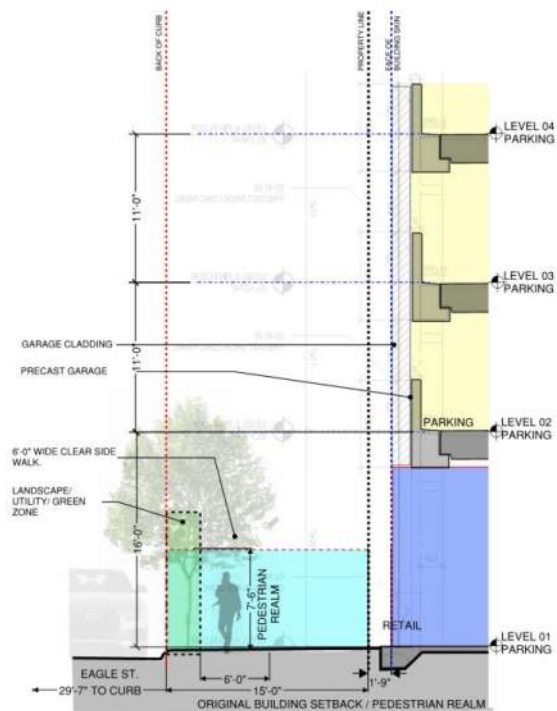 BACK OF CURB
PROPERTY LINE
FACE OF
BUILDING SKIN
LEVEL 04
PARKING
11'-0"
LEVEL 03
PARKING
GARAGE CLADDING
11'-0"
PRECAST GARAGE
PARKING
LEVEL 02
PARKING
6'-0" WIDE CLEAR SIDE
WALK.
LANDSCAPE/
UTILITY/ GREEN
ZONE
16'-0"
7'-6"
PEDESTRIAN
REALM
RETAIL
LEVEL 01
PARKING
EAGLE ST.
6'-0"
1'-9"
29'-7" TO CURB
15'-0"
ORIGINAL BUILDING SETBACK / PEDESTRIAN REALM